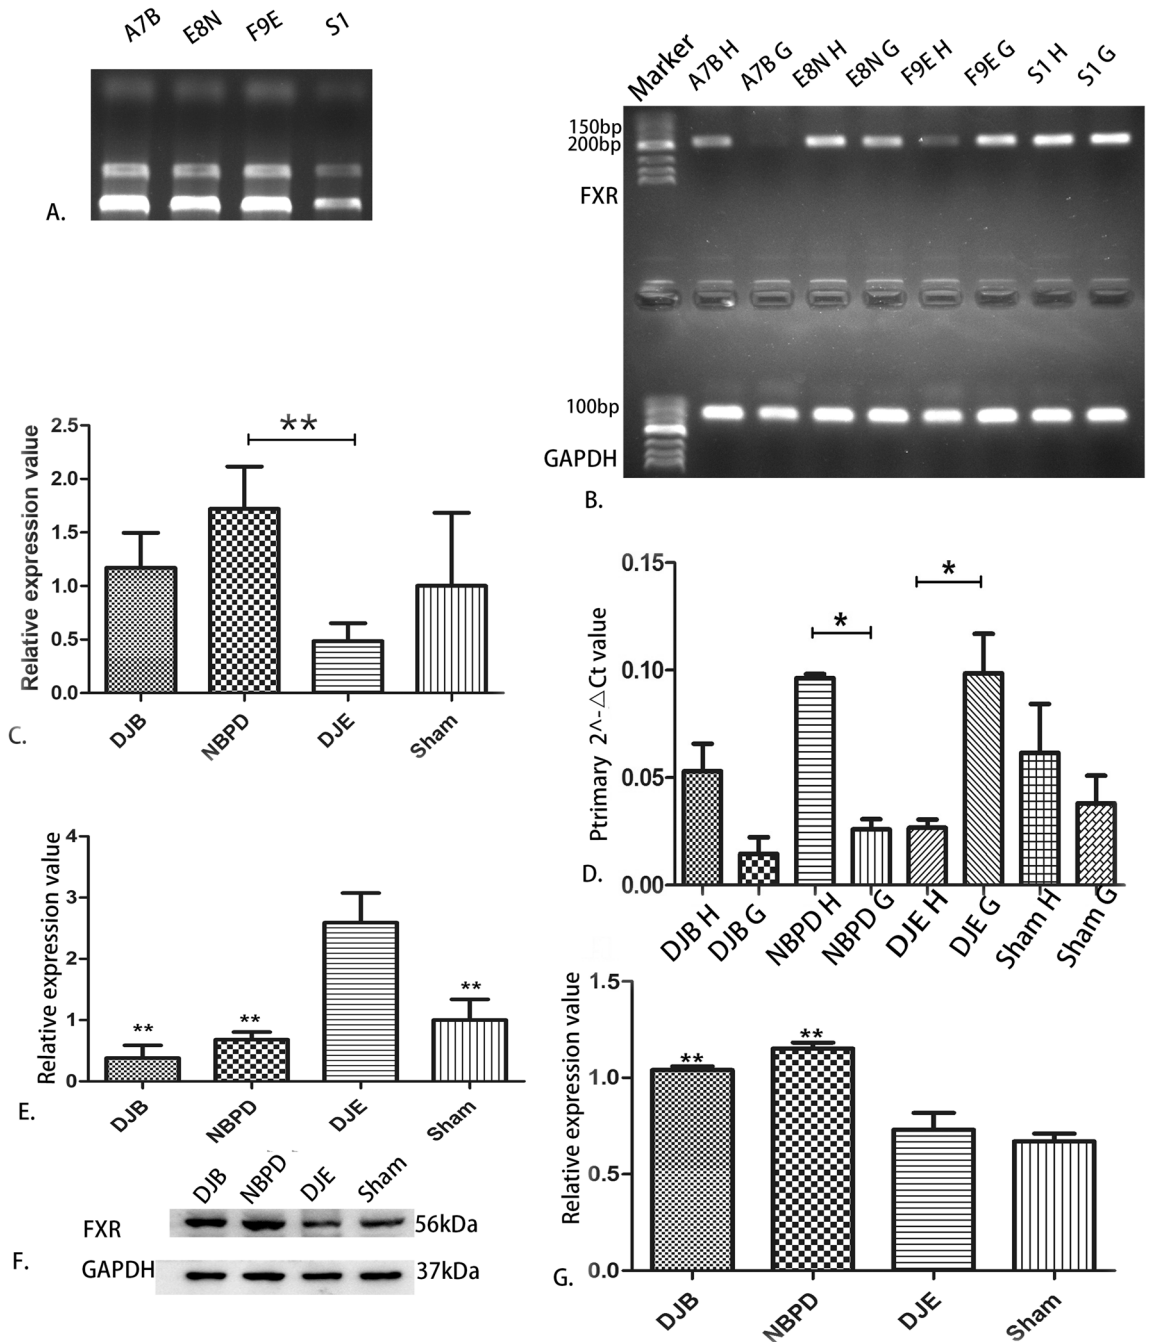 A7B E8N F9E S1
A.
Marker A7B H A7B G E8N H E8N G F9E H F9E G S1 H S1 G
150bp
200bp
FXR
100bp
GAPDH
B.
Relative expression value
2.5
2.0
1.5
1.0
0.5
0.0
**
DJB NBPD DJE Sham
C.
Ptrimary 2^-△Ct value
0.15
0.10
0.05
0.00
*
*
DJB H DJB G NBPD H NBPD G DJE H DJE G Sham H Sham G
D.
Relative expression value
4
3
2
1
0
** ** **
DJB NBPD DJE Sham
E.
DJB NBPD DJE Sham
FXR 56kDa
GAPDH 37kDa
F.
Relative expression value
1.5
1.0
0.5
0.0
** **
DJB NBPD DJE Sham
G.